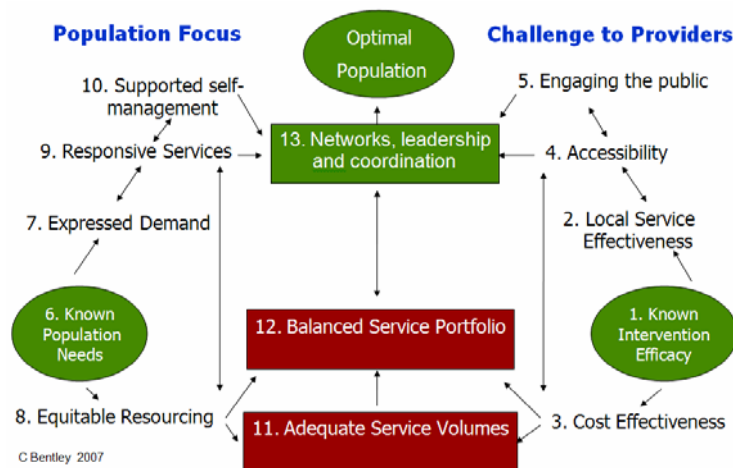 Population Focus
Optimal
Population
Challenge to Providers
10. Supported self-
management
5. Engaging the public
13. Networks, leadership
and coordination
9. Responsive Services
4. Accessibility
7. Expressed Demand
2. Local Service
Effectiveness
6. Known
Population
Needs
12. Balanced Service Portfolio
1. Known
Intervention
Efficacy
8. Equitable Resourcing
11. Adequate Service Volumes
3. Cost Effectiveness
C Bentley 2007